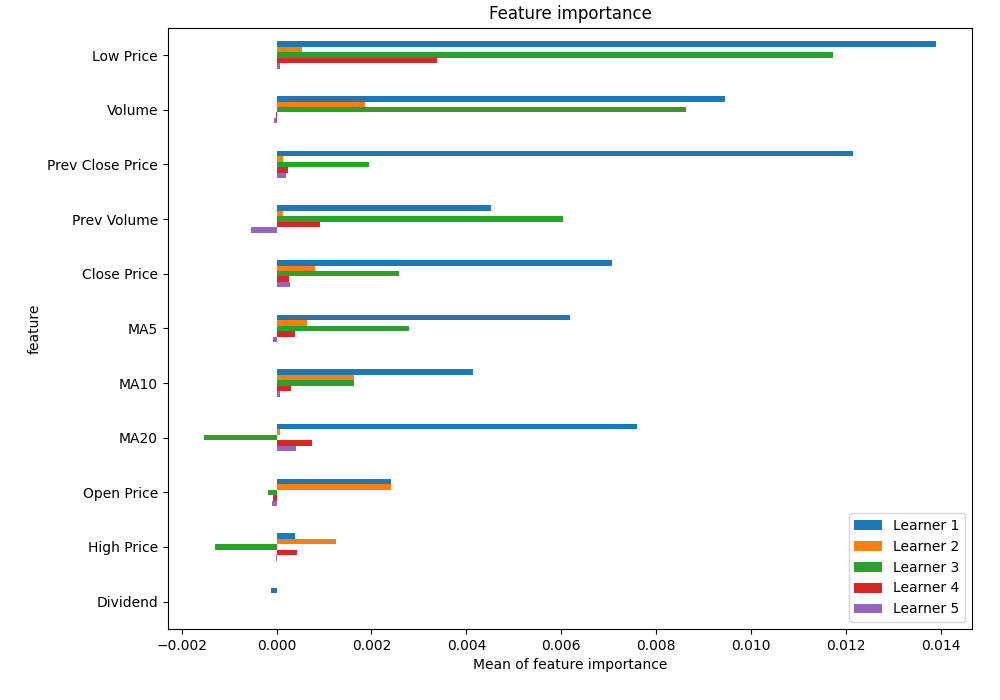 Feature importance
Low Price
Volume
Prev Close Price
Prev Volume
Close Price
MA5
MA10
MA20
Open Price
High Price
Dividend
feature
Learner 1
Learner 2
Learner 3
Learner 4
Learner 5
−0.002 0.000 0.002 0.004 0.006 0.008 0.010 0.012 0.014
Mean of feature importance